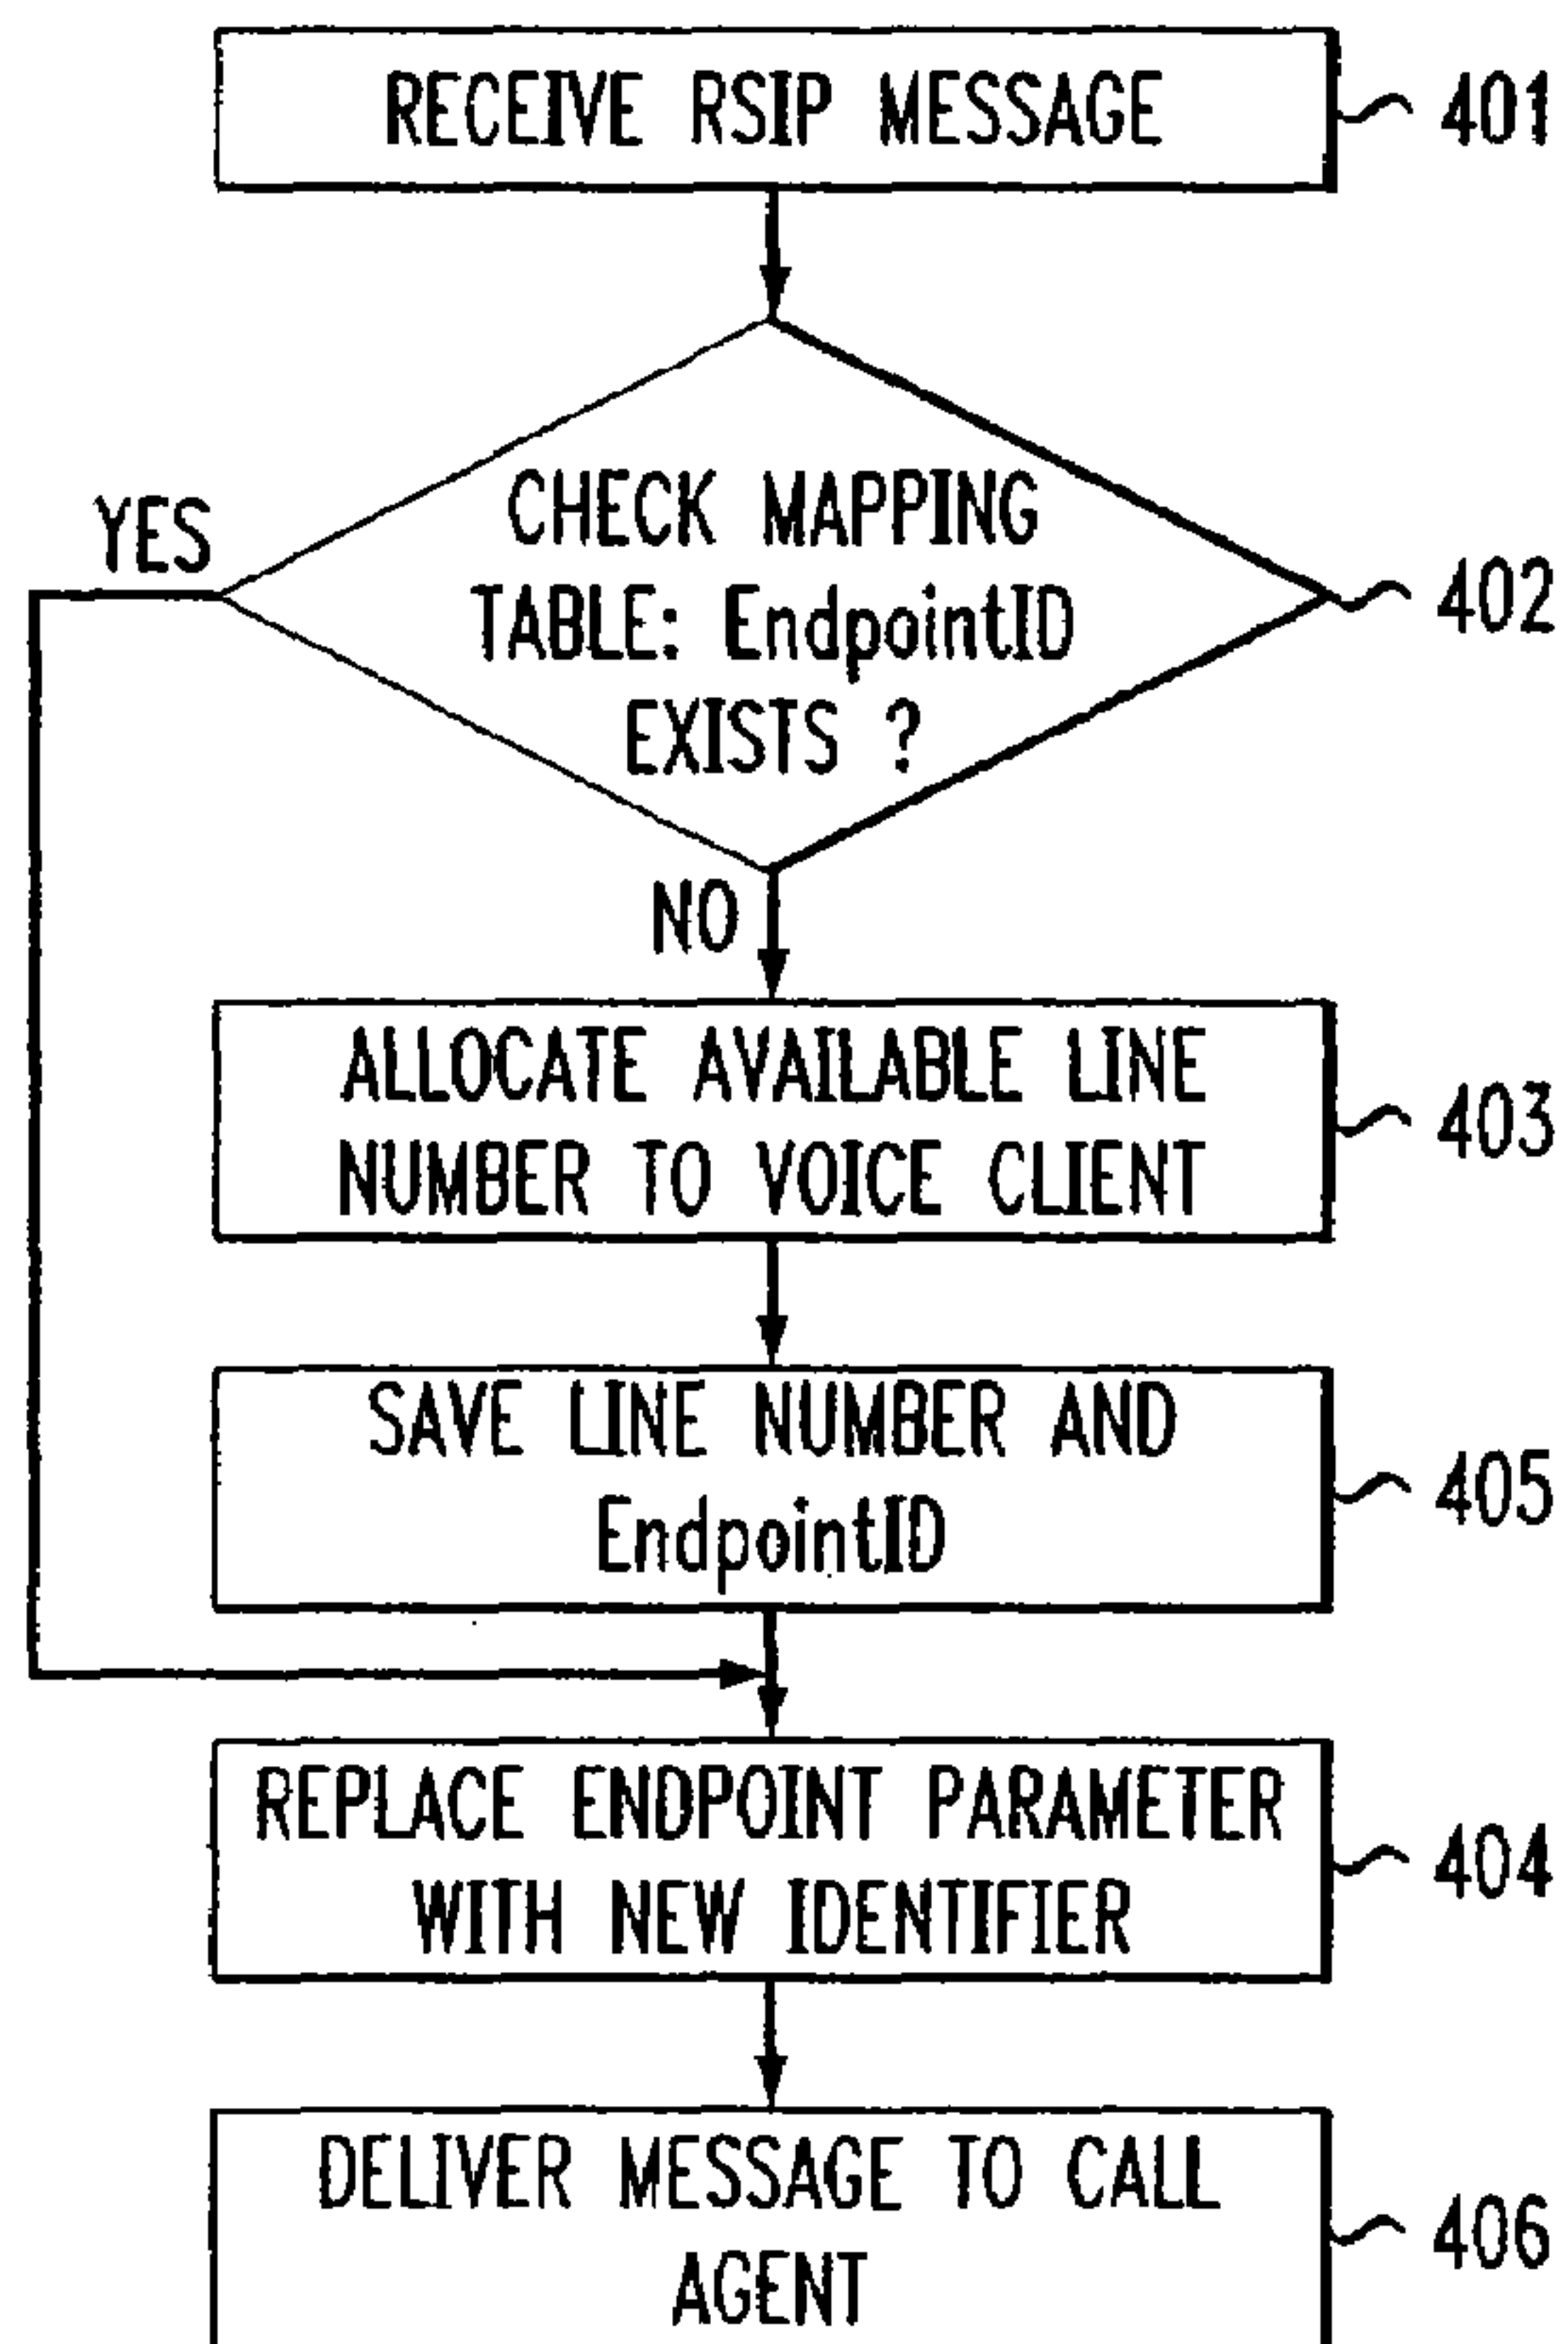 RECEIVE RSIP MESSAGE
401
CHECK MAPPING
TABLE: EndpointID
EXISTS ?
402
YES
NO
ALLOCATE AVAILABLE LINE
NUMBER TO VOICE CLIENT
403
SAVE LINE NUMBER AND
EndpointID
405
REPLACE ENDPOINT PARAMETER
WITH NEW IDENTIFIER
404
DELIVER MESSAGE TO CALL
AGENT
406